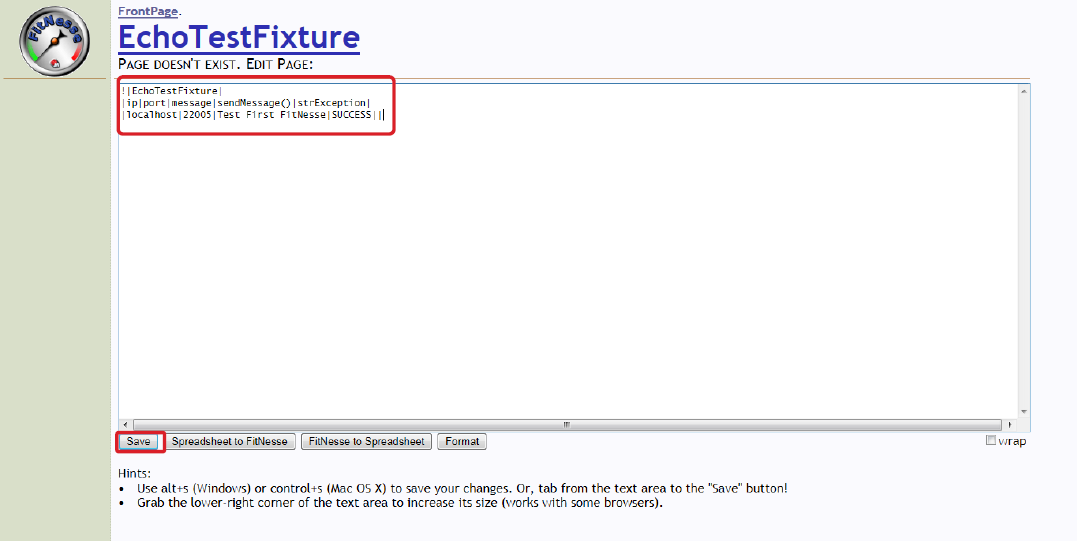 FitNesse
FrontPage.
EchoTestFixture
PAGE DOESN'T EXIST. EDIT PAGE:
!|EchoTestFixture|
|ip|port|message|sendMessage()|strException|
|localhost|22005|Test First FitNesse|SUCCESS||
Save Spreadsheet to FitNesse FitNesse to Spreadsheet Format wrap
Hints:
• Use alt+s (Windows) or control+s (Mac OS X) to save your changes. Or, tab from the text area to the "Save" button!
• Grab the lower-right corner of the text area to increase its size (works with some browsers).